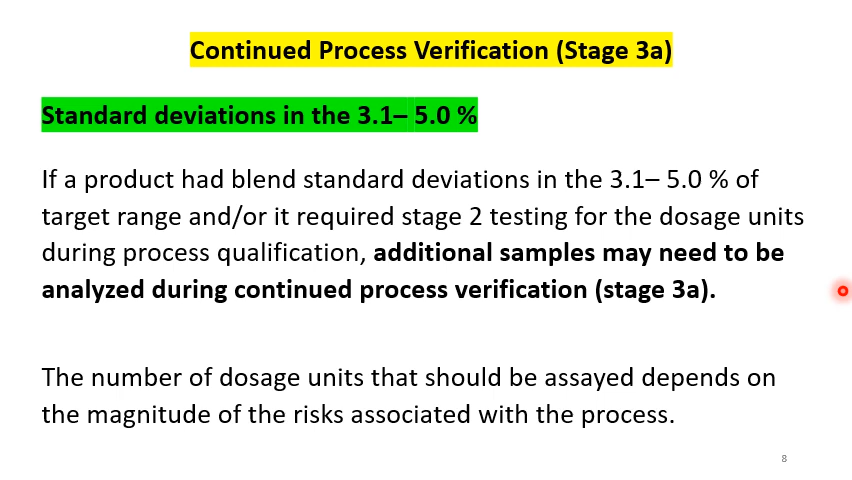 Continued Process Verification (Stage 3a)
Standard deviations in the 3.1– 5.0 %
If a product had blend standard deviations in the 3.1– 5.0 % of
target range and/or it required stage 2 testing for the dosage units
during process qualification, additional samples may need to be
analyzed during continued process verification (stage 3a).
The number of dosage units that should be assayed depends on
the magnitude of the risks associated with the process.
8